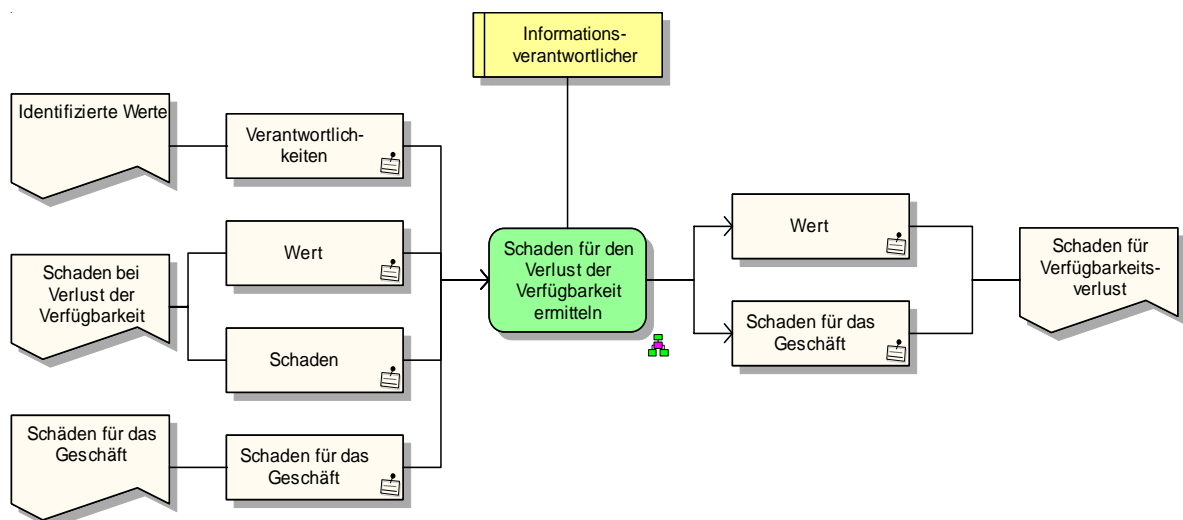 Informations-
verantwortlicher
Identifizierte Werte
Verantwortlich-
keiten
Schaden bei
Verlust der
Verfügbarkeit
Wert
Schaden
Schäden für das
Geschäft
Schaden für das
Geschäft
Schaden für den
Verlust der
Verfügbarkeit
ermitteln
Wert
Schaden für das
Geschäft
Schaden für
Verfügbarkeits-
verlust